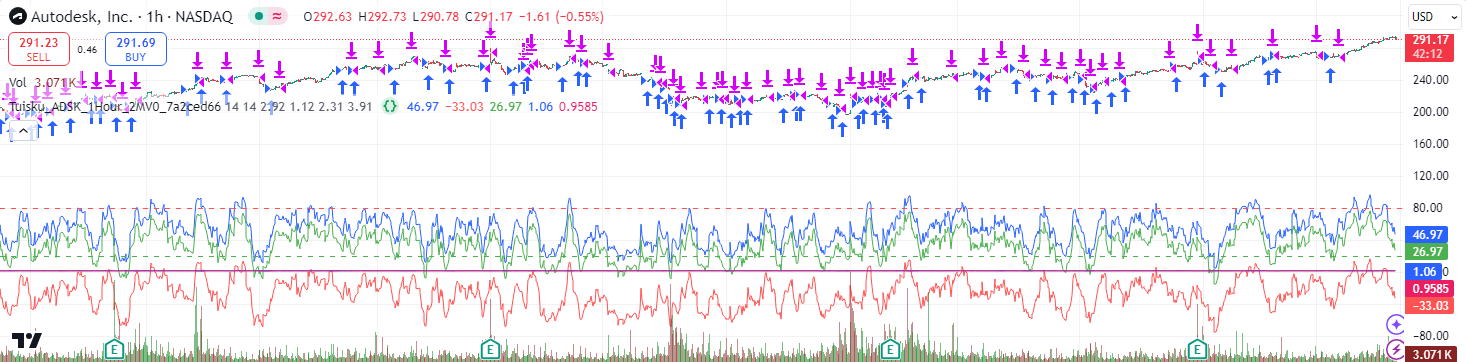 Autodesk, Inc. · 1h · NASDAQ O292.63 H292.73 L290.78 C291.17 −1.61 (−0.55%)
USD
291.23 SELL
0.46
291.69 BUY
291.17
42:12
Vol 3.071K
240.00
14 14 2.92 1.12 2.31 3.91 46.97 −33.03 26.97 1.06 0.9585
200.00
160.00
120.00
80.00
46.97
26.97
1.06
0.9585
−33.03
−80.00
3.071K
E E E E